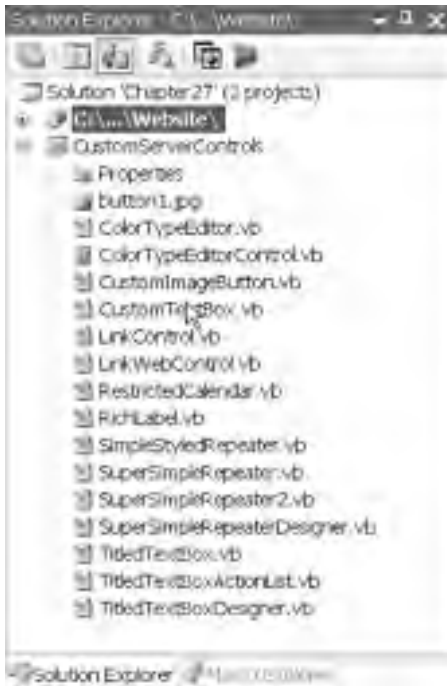 Solution Explorer - C:\...\Website\
Solution 'Chapter27' (2 projects)
C:\...\Website\
CustomServerControls
Properties
button1.jpg
ColorTypeEditor.vb
ColorTypeEditorControl.vb
CustomImageButton.vb
CustomTextBox.vb
LinkControl.vb
LinkWebControl.vb
RestrictedCalendar.vb
RichLabel.vb
SimpleStyledRepeater.vb
SuperSimpleRepeater.vb
SuperSimpleRepeater2.vb
SuperSimpleRepeaterDesigner.vb
TitledTextBox.vb
TitledTextBoxActionList.vb
TitledTextBoxDesigner.vb
Solution Explorer